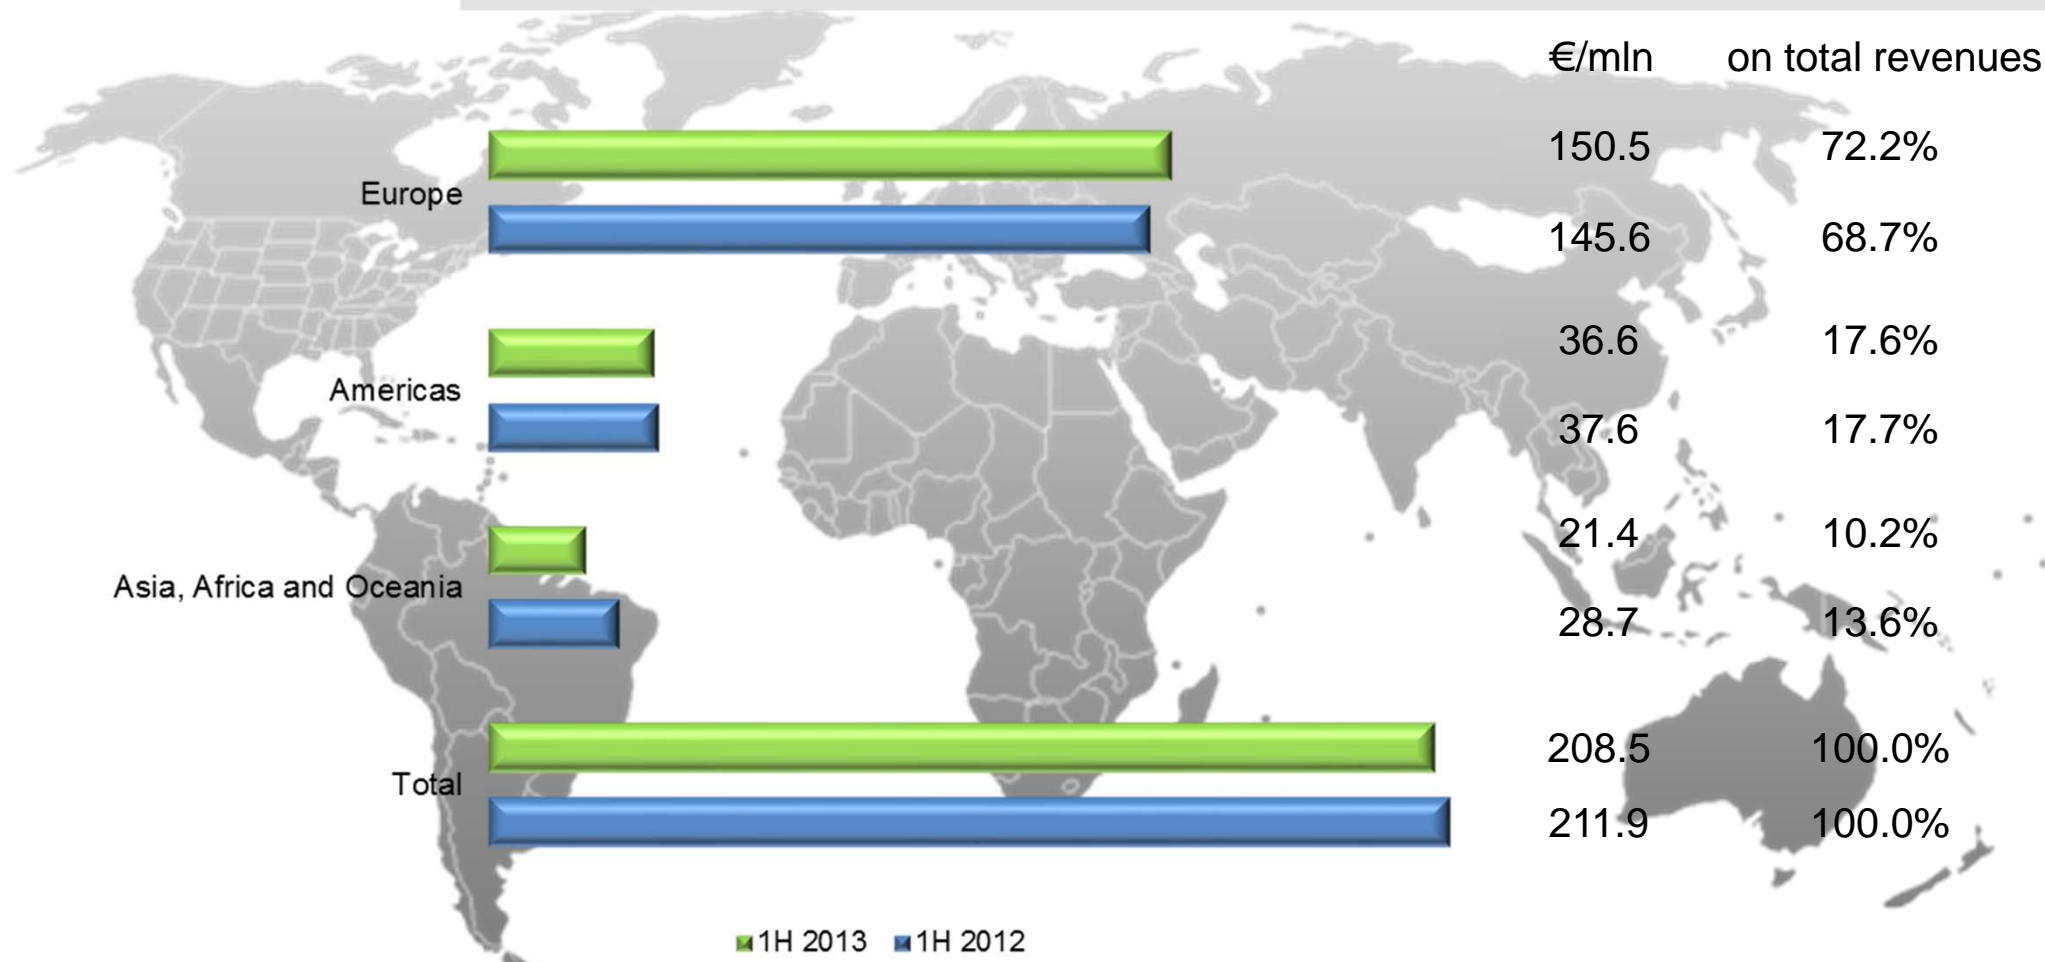 €/mln on total revenues
150.5 72.2%
Europe
145.6 68.7%
36.6 17.6%
Americas
37.6 17.7%
21.4 10.2%
Asia, Africa and Oceania
28.7 13.6%
208.5 100.0%
Total
211.9 100.0%
1H 2013 1H 2012